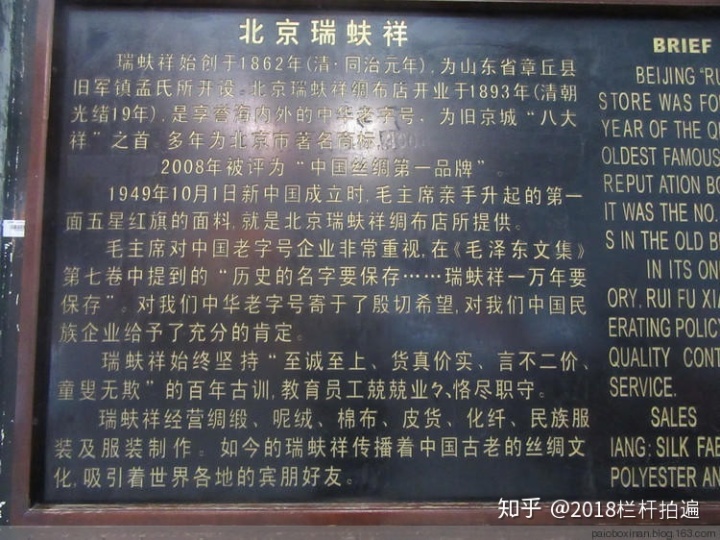 北京瑞蚨祥
瑞蚨祥始创于1862年(清·同治元年),为山东省章丘县
旧军镇孟氏所开设。北京瑞蚨祥绸布店开业于1893年(清朝
光绪19年),是享誉海内外的中华老字号。为旧京城“八大
祥”之首。多年为北京市著名商标。
2008年被评为“中国丝绸第一品牌”。
1949年10月1日新中国成立时,毛主席亲手升起的第一
面五星红旗的面料,就是北京瑞蚨祥绸布店所提供。
毛主席对中国老字号企业非常重视,在《毛泽东文集》
第七卷中提到的“历史的名字要保存……瑞蚨祥一万年要
保存”。对我们中华老字号寄于了殷切希望,对我们中国民
族企业给予了充分的肯定。
瑞蚨祥始终坚持“至诚至上、货真价实、言不二价、
童叟无欺”的百年古训,教育员工兢兢业业、恪尽职守。
瑞蚨祥经营绸缎、呢绒、棉布、皮货、化纤、民族服
装及服装制作。如今的瑞蚨祥传播着中国古老的丝绸文
化,吸引着世界各地的宾朋好友。
BRIEF
BEIJING "RU
STORE WAS FO
YEAR OF THE Q
OLDEST FAMOUS
REPUTATION BO
IT WAS THE NO.
S IN THE OLD B
IN ITS ON
ORY. RUI FU XI
ERATING POLICY
QUALITY CONT
SERVICE.
SALES
IANG: SILK FAB
POLYESTER AN
知乎 @2018栏杆拍遍
paioboxinan.blog.163.com